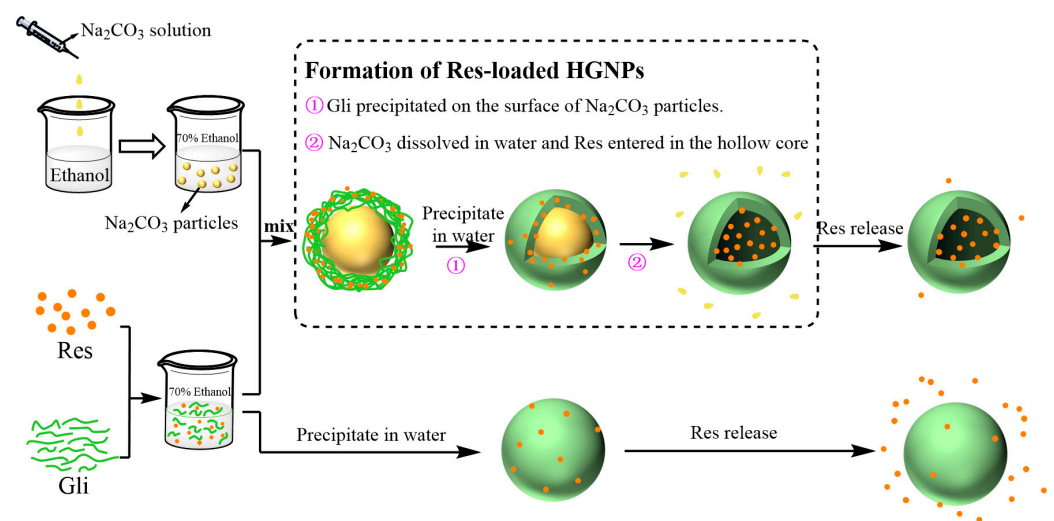 Na₂CO₃ solution
Ethanol
70% Ethanol
Na₂CO₃ particles
Formation of Res-loaded HGNPs
① Gli precipitated on the surface of Na₂CO₃ particles.
② Na₂CO₃ dissolved in water and Res entered in the hollow core
mix
Precipitate
in water
①
②
Res release
Res
Gli
70% Ethanol
Precipitate in water
Res release